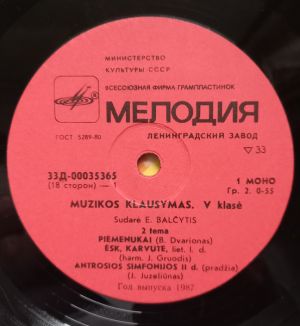 МИНИСТЕРСТВО
КУЛЬТУРЫ СССР
ВСЕСОЮЗНАЯ ФИРМА ГРАМПЛАСТИНОК
МЕЛОДИЯ
ГОСТ 5289-80
ЛЕНИНГРАДСКИЙ ЗАВОД
▽33
33Д-00035365
(18 сторон) — 1
1 МОНО
Гр. 2. 0-55
MUZIKOS KLAUSYMAS. V klasė
Sudarė E. BALČYTIS
2 tema
PIEMENUKAI (B. Dvarionas)
ĖSK, KARVUTE, liet. l. d.
(harm. J. Gruodis)
ANTROSIOS SIMFONIJOS II d. (pradžia)
(J. Juzeliūnas)
Год выпуска 1987